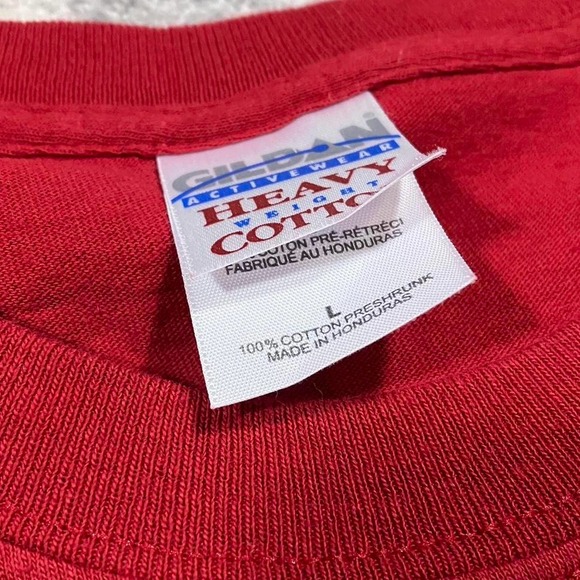 GILDAN
ACTIVEWEAR
HEAVY
WEIGHT
COTTO
COTON PRÉ-RÉTRÉCI
FABRIQUÉ AU HONDURAS
L
100% COTTON PRESHRUNK
MADE IN HONDURAS